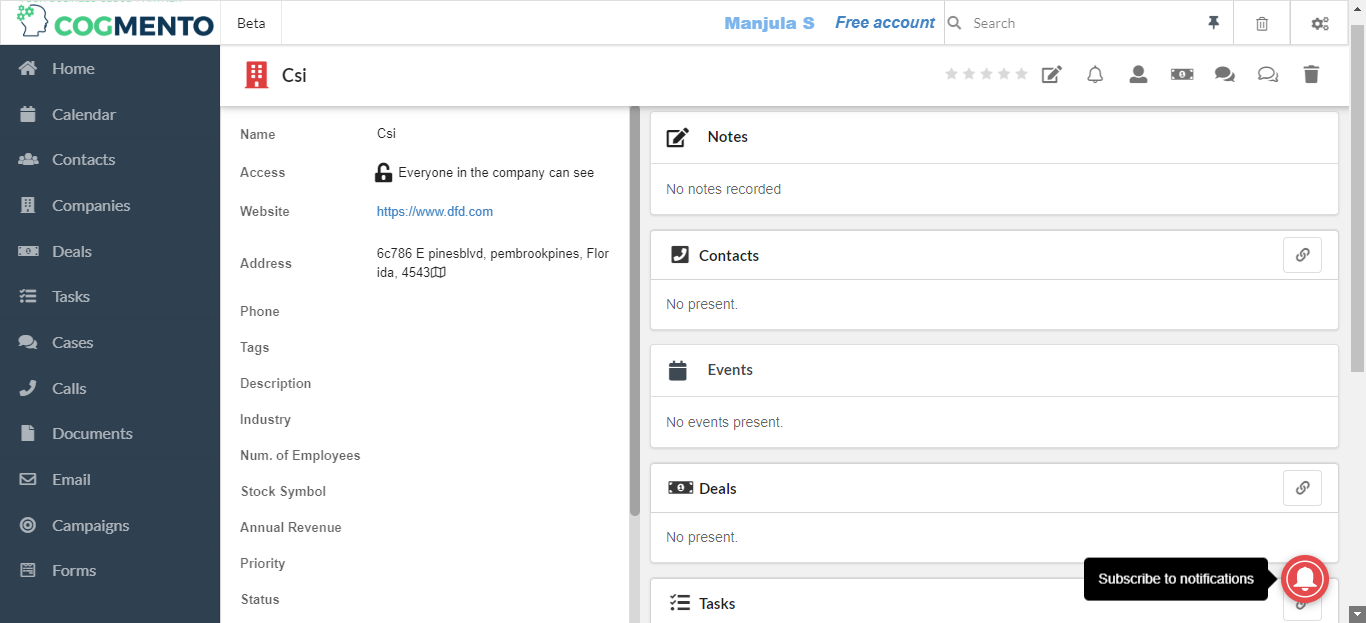 COGMENTO
Beta
Manjula S
Free account
Search
Home
Calendar
Contacts
Companies
Deals
Tasks
Cases
Calls
Documents
Email
Campaigns
Forms
Csi
Name
Csi
Access
Everyone in the company can see
Website
https://www.dfd.com
Address
6c786 E pinesblvd, pembrookpines, Flor
ida, 4543
Phone
Tags
Description
Industry
Num. of Employees
Stock Symbol
Annual Revenue
Priority
Status
Notes
No notes recorded
Contacts
No present.
Events
No events present.
Deals
No present.
Tasks
Subscribe to notifications